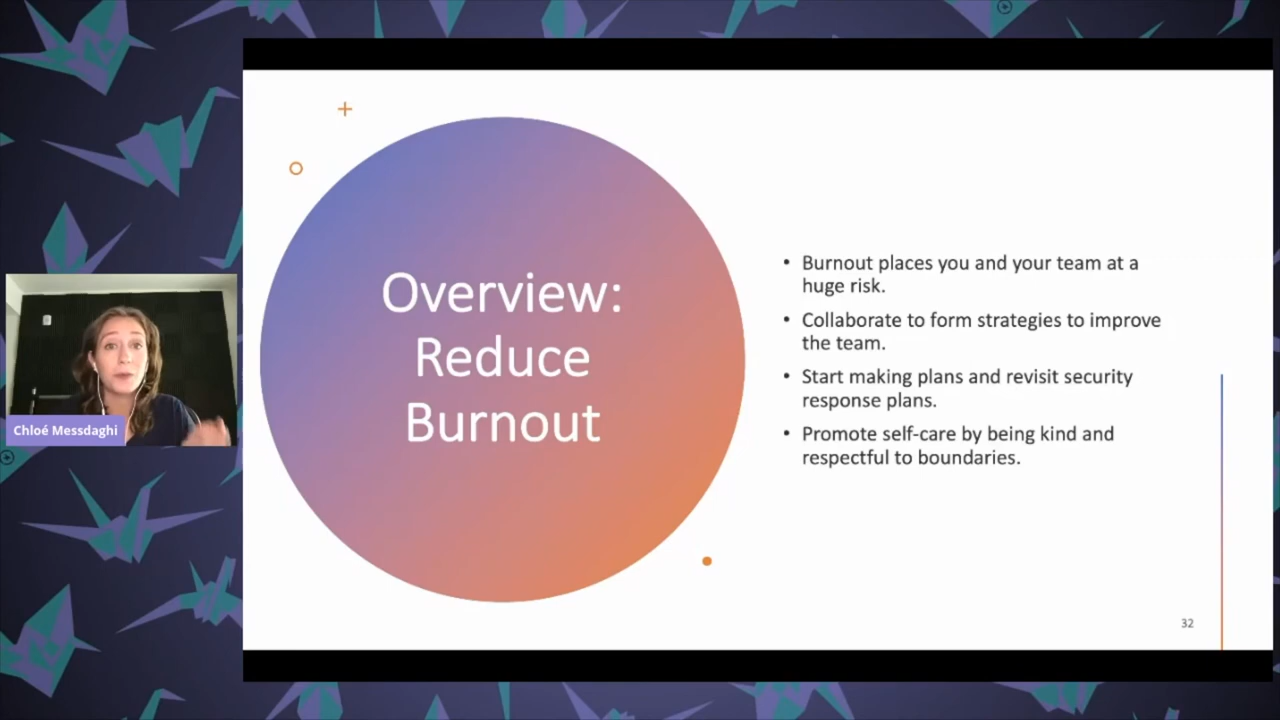 Overview:
Reduce
Burnout
• Burnout places you and your team at a
huge risk.
• Collaborate to form strategies to improve
the team.
• Start making plans and revisit security
response plans.
• Promote self-care by being kind and
respectful to boundaries.
32
Chloé Messdaghi